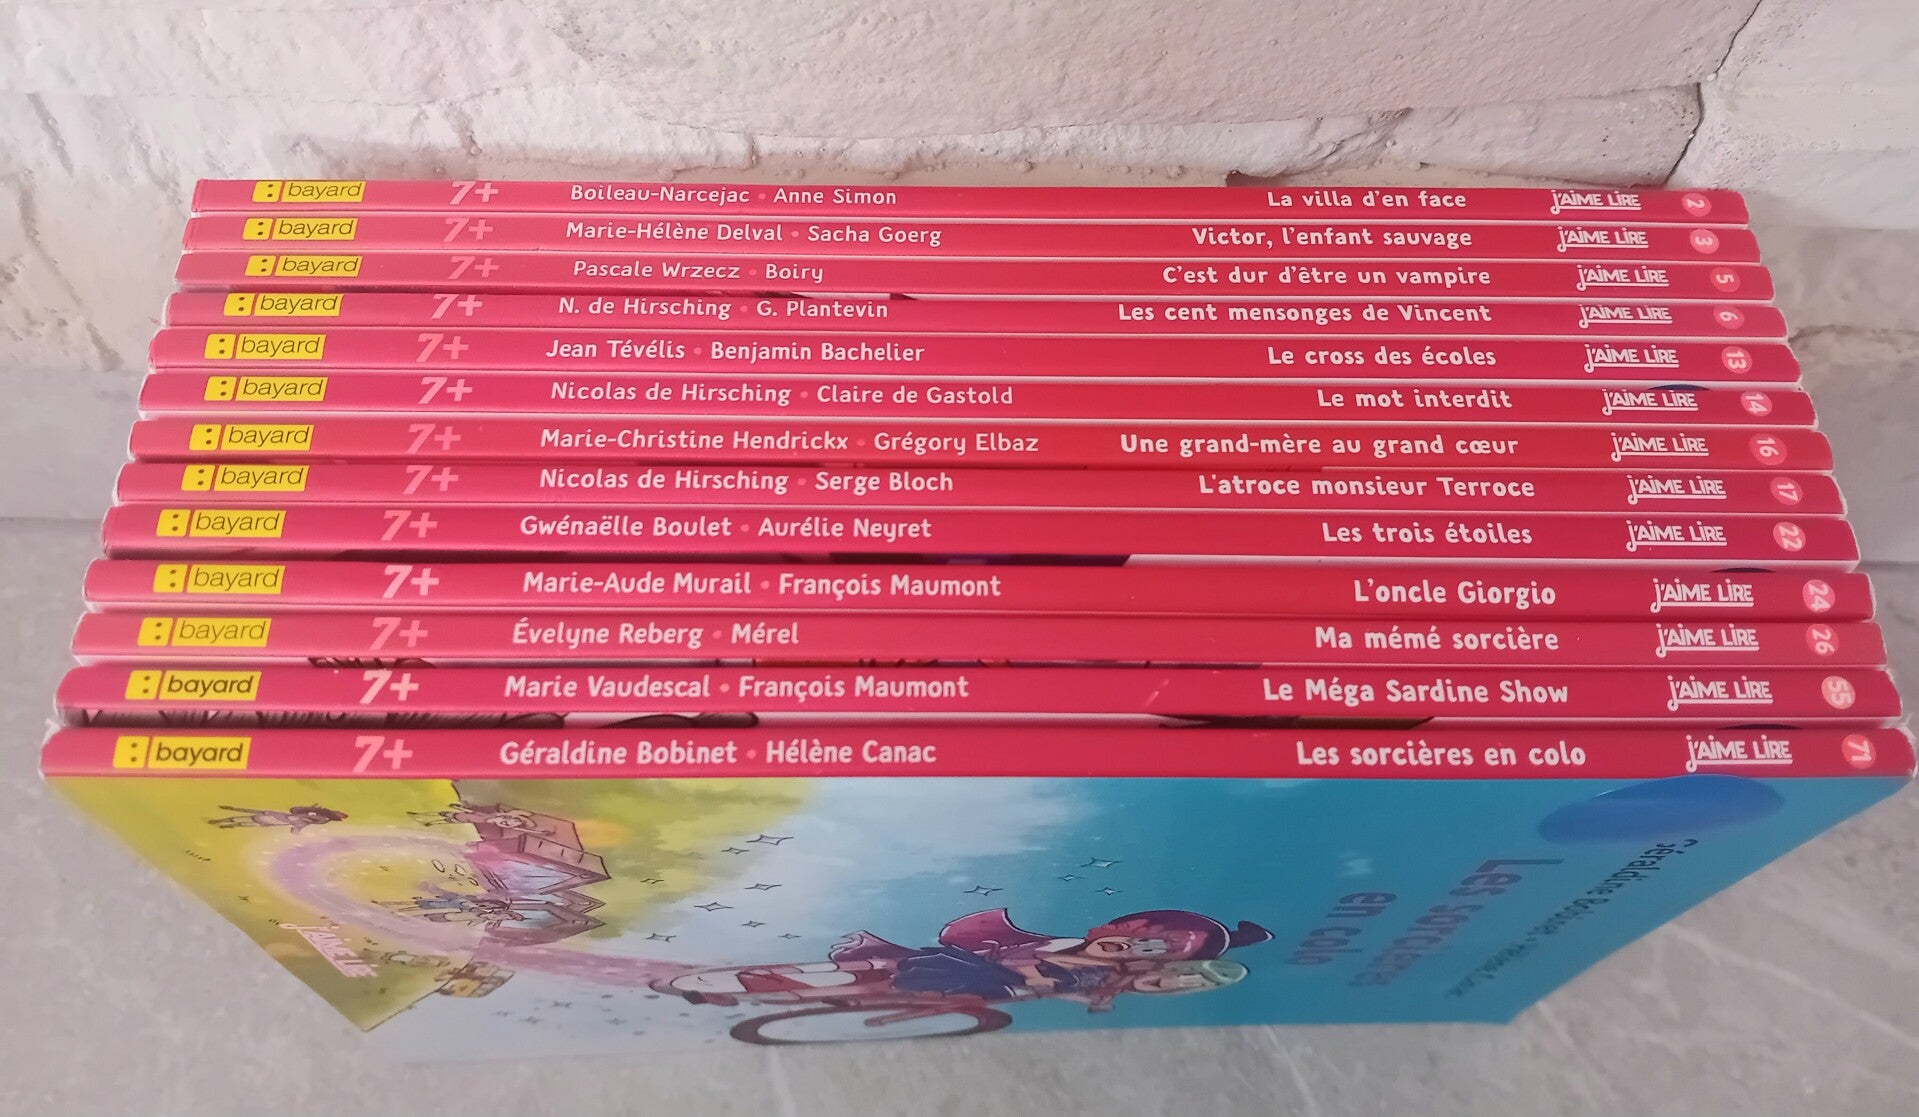 bayard 7+ Boileau-Narcejac • Anne Simon La villa d'en face J'AIME LIRE 2
bayard 7+ Marie-Hélène Delval • Sacha Goerg Victor, l'enfant sauvage J'AIME LIRE 3
bayard 7+ Pascale Wrzecz • Boiry C'est dur d'être un vampire J'AIME LIRE 5
bayard 7+ N. de Hirsching • G. Plantevin Les cent mensonges de Vincent J'AIME LIRE 6
bayard 7+ Jean Tévélis • Benjamin Bachelier Le cross des écoles J'AIME LIRE 13
bayard 7+ Nicolas de Hirsching • Claire de Gastold Le mot interdit J'AIME LIRE 14
bayard 7+ Marie-Christine Hendrickx • Grégory Elbaz Une grand-mère au grand cœur J'AIME LIRE 16
bayard 7+ Nicolas de Hirsching • Serge Bloch L'atroce monsieur Terroce J'AIME LIRE 17
bayard 7+ Gwénaëlle Boulet • Aurélie Neyret Les trois étoiles J'AIME LIRE 22
bayard 7+ Marie-Aude Murail • François Maumont L'oncle Giorgio J'AIME LIRE 24
bayard 7+ Évelyne Reberg • Mérel Ma mémé sorcière J'AIME LIRE 26
bayard 7+ Marie Vaudescal • François Maumont Le Méga Sardine Show J'AIME LIRE 55
bayard 7+ Géraldine Bobinet • Hélène Canac Les sorcières en colo J'AIME LIRE 71
Géraldine Bobinet • Hélène Canac
Les sorcières
en colo
J'AIME LIRE